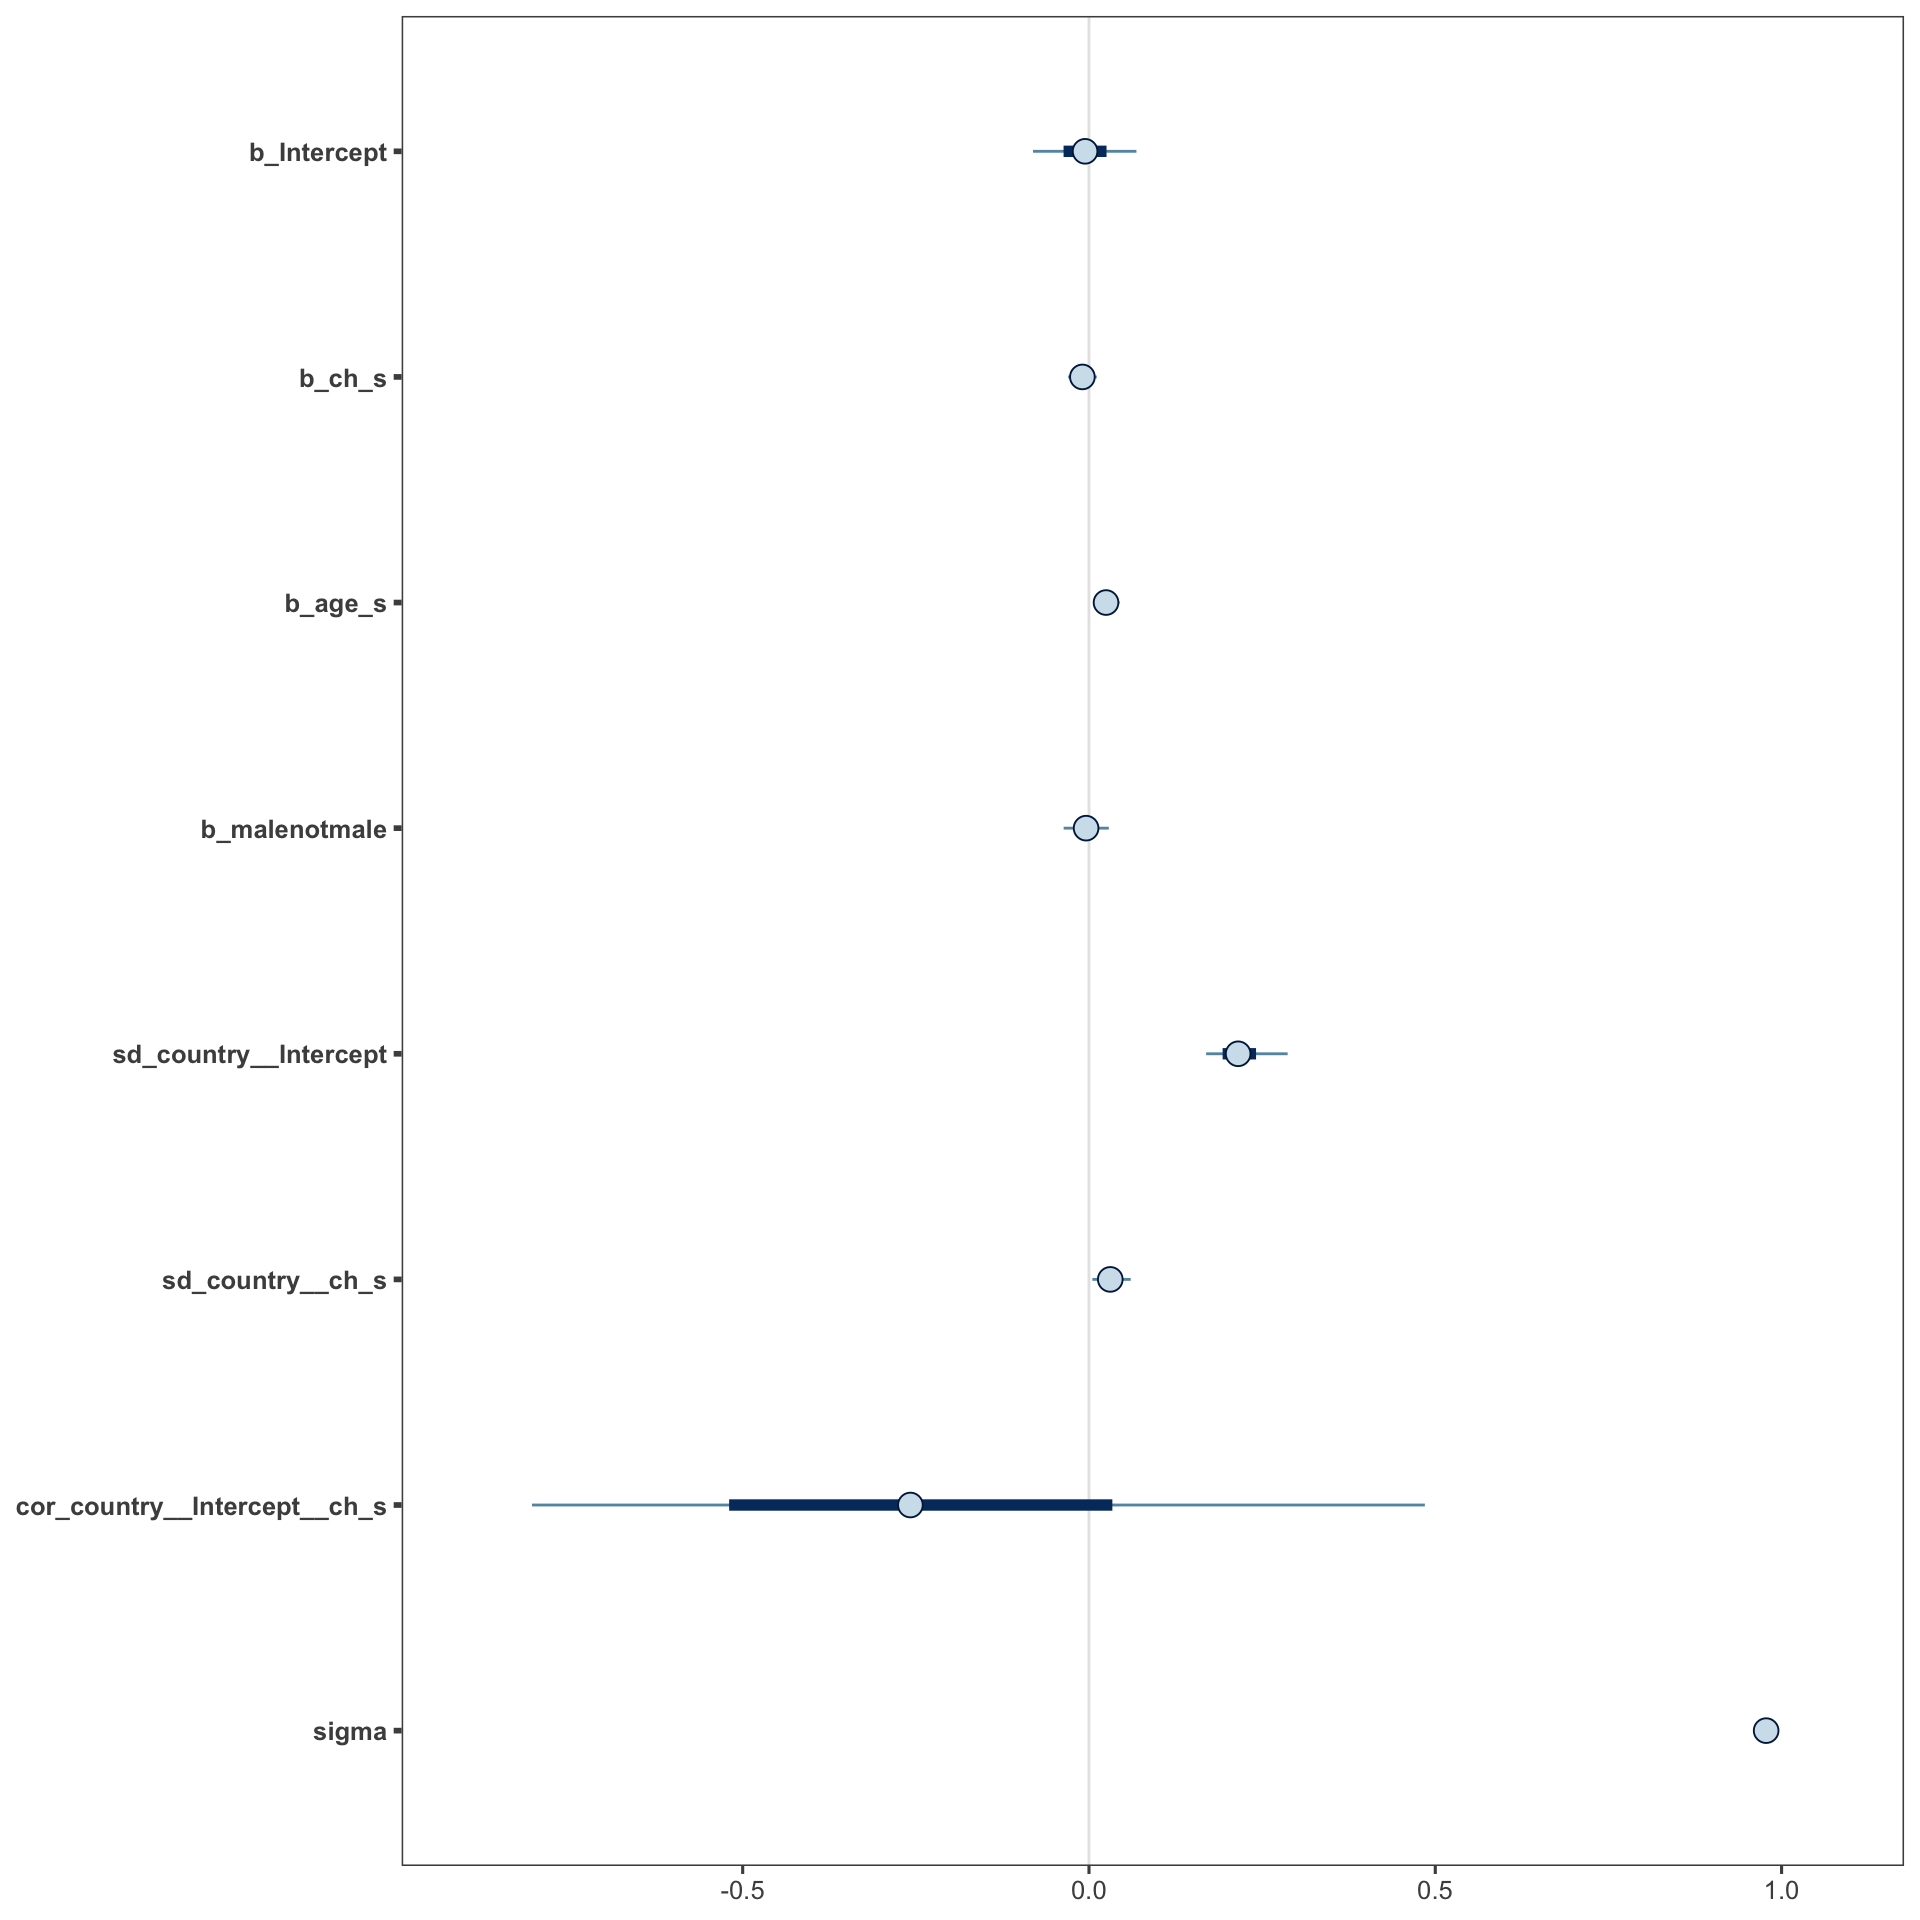 b_Intercept
b_ch_s
b_age_s
b_malenotmale
sd_country__Intercept
sd_country__ch_s
cor_country__Intercept__ch_s
sigma
-0.5 0.0 0.5 1.0